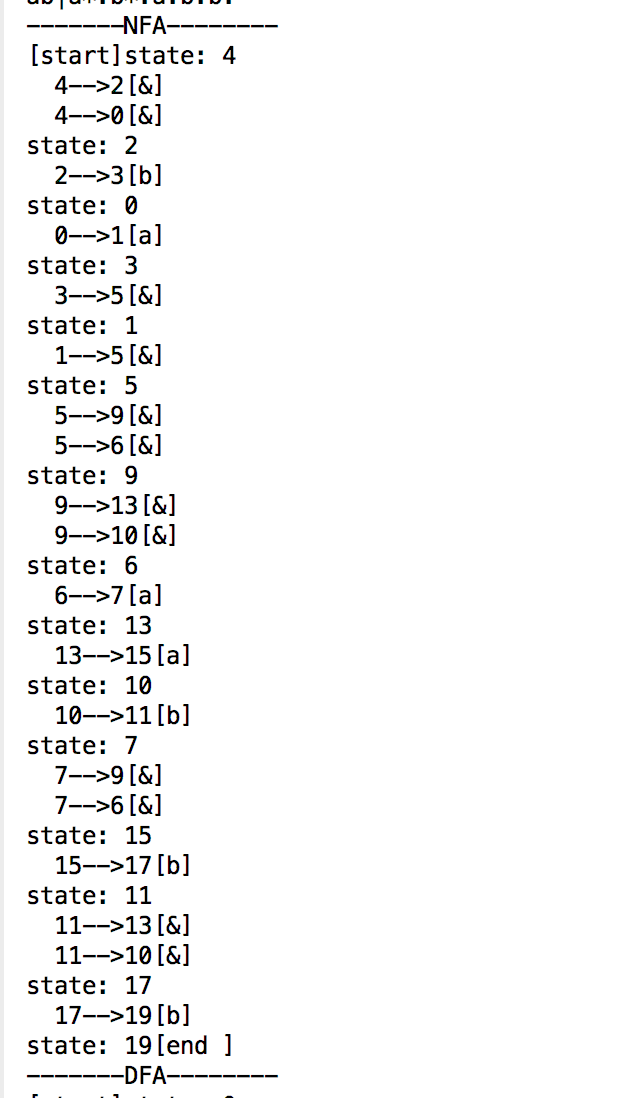 ab|a*.b*.a.b.b.
-------NFA--------
[start]state: 4
4-->2[&]
4-->0[&]
state: 2
2-->3[b]
state: 0
0-->1[a]
state: 3
3-->5[&]
state: 1
1-->5[&]
state: 5
5-->9[&]
5-->6[&]
state: 9
9-->13[&]
9-->10[&]
state: 6
6-->7[a]
state: 13
13-->15[a]
state: 10
10-->11[b]
state: 7
7-->9[&]
7-->6[&]
state: 15
15-->17[b]
state: 11
11-->13[&]
11-->10[&]
state: 17
17-->19[b]
state: 19[end ]
-------DFA--------